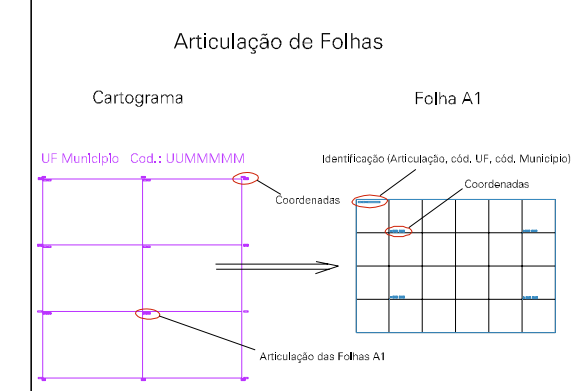 Articulação de Folhas
Cartograma
Folha A1
UF Município Cod.: UUMMMMM
Identificação (Articulação, cód. UF, cód. Município)
Coordenadas
Coordenadas
Articulação das Folhas A1